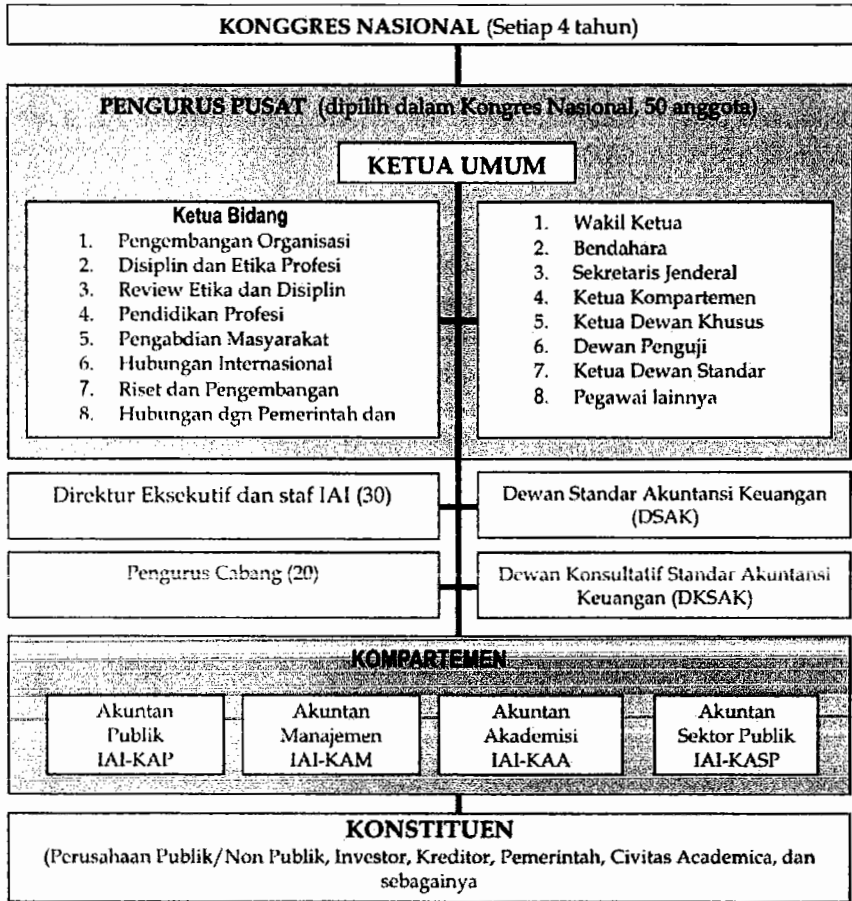 KONGGRES NASIONAL (Setiap 4 tahun)
PENGURUS PUSAT (dipilih dalam Kongres Nasional, 50 anggota)
KETUA UMUM
Ketua Bidang
1. Pengembangan Organisasi
2. Disiplin dan Etika Profesi
3. Review Etika dan Disiplin
4. Pendidikan Profesi
5. Pengabdian Masyarakat
6. Hubungan Internasional
7. Riset dan Pengembangan
8. Hubungan dgn Pemerintah dan
1. Wakil Ketua
2. Bendahara
3. Sekretaris Jenderal
4. Ketua Kompartemen
5. Ketua Dewan Khusus
6. Dewan Penguji
7. Ketua Dewan Standar
8. Pegawai lainnya
Direktur Eksekutif dan staf IAI (30)
Dewan Standar Akuntansi Keuangan
(DSAK)
Pengurus Cabang (20)
Dewan Konsultatif Standar Akuntansi
Keuangan (DKSAK)
KOMPARTEMEN
Akuntan
Publik
IAI-KAP
Akuntan
Manajemen
IAI-KAM
Akuntan
Akademisi
IAI-KAA
Akuntan
Sektor Publik
IAI-KASP
KONSTITUEN
(Perusahaan Publik/Non Publik, Investor, Kreditor, Pemerintah, Civitas Academica, dan
sebagainya